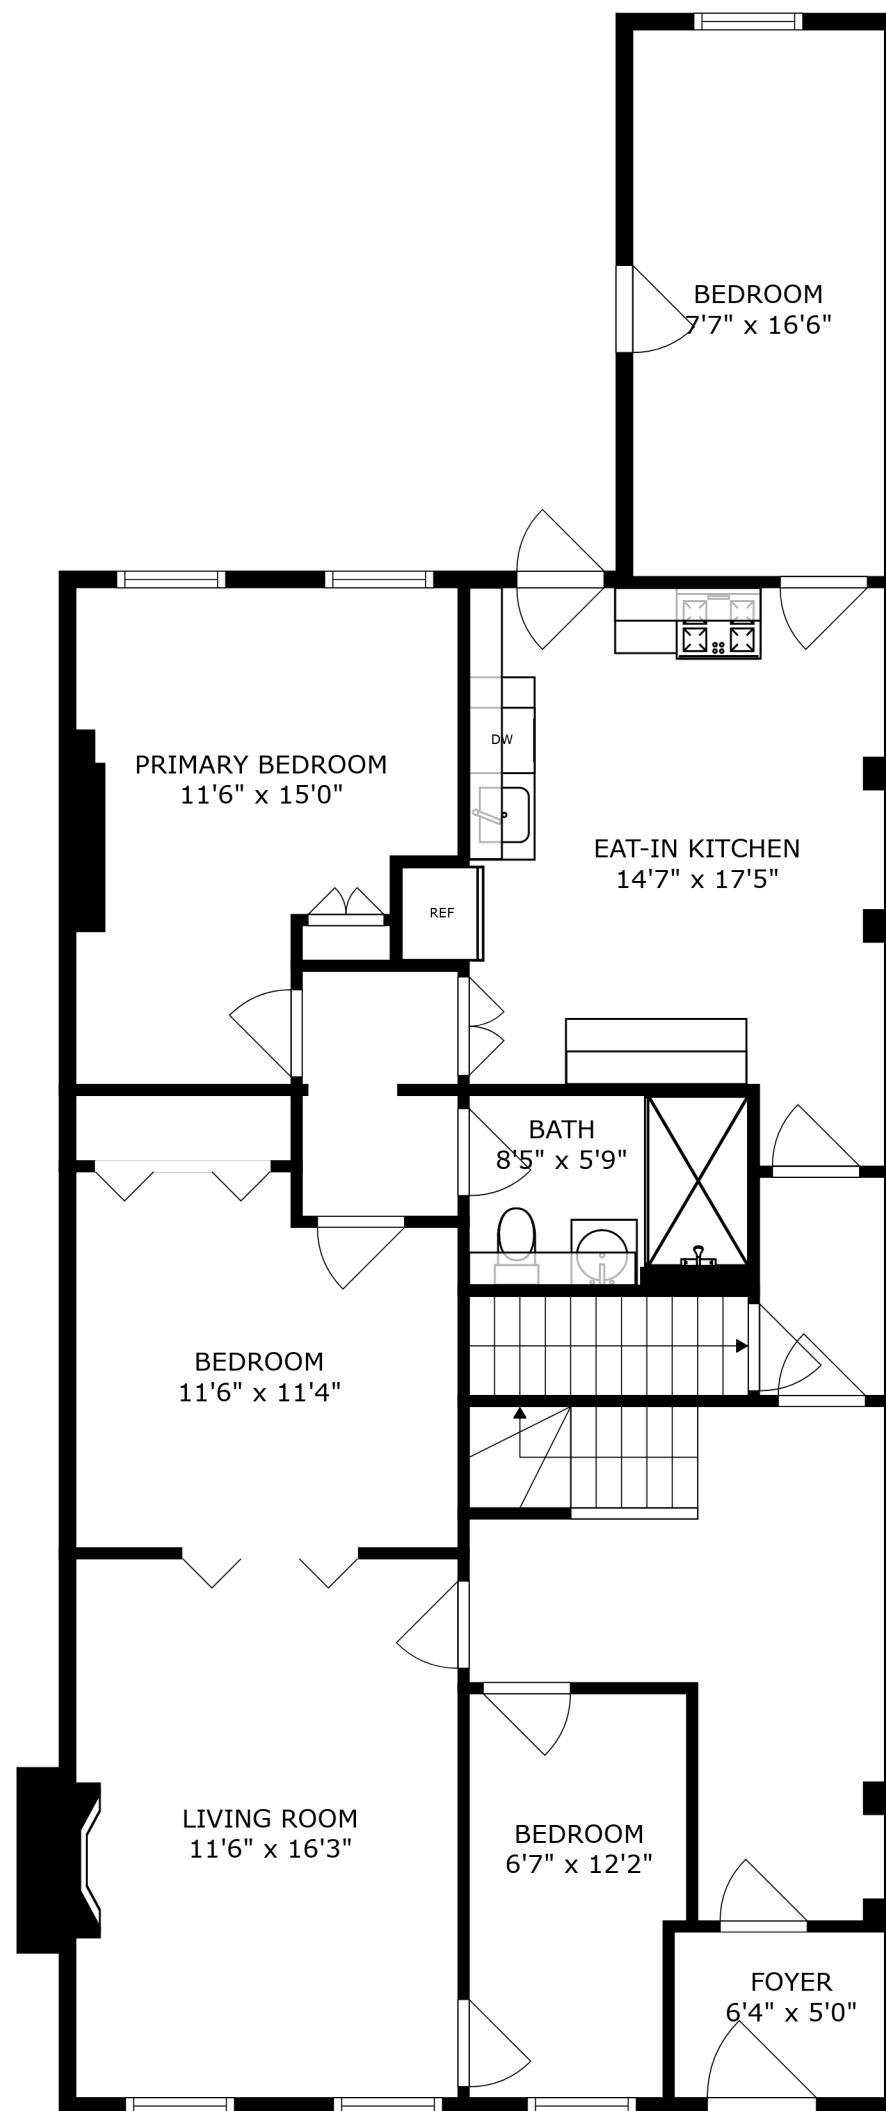 BEDROOM
7'7" x 16'6"
PRIMARY BEDROOM
11'6" x 15'0"
DW
EAT-IN KITCHEN
14'7" x 17'5"
REF
BATH
8'5" x 5'9"
BEDROOM
11'6" x 11'4"
LIVING ROOM
11'6" x 16'3"
BEDROOM
6'7" x 12'2"
FOYER
6'4" x 5'0"